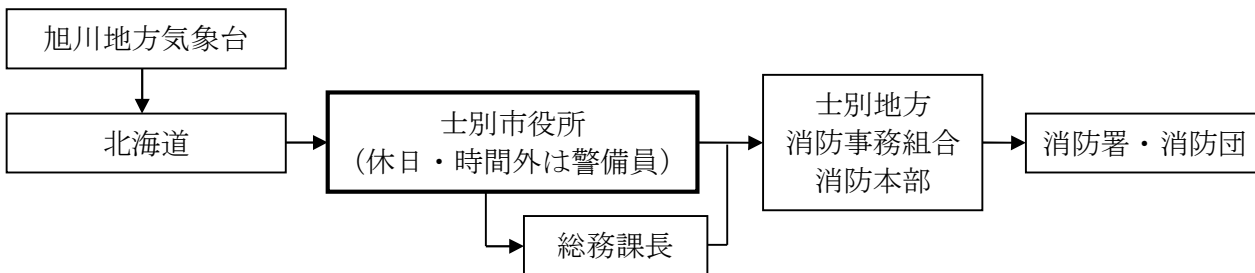 旭川地方気象台
北海道
士別市役所
（休日・時間外は警備員）
総務課長
士別地方
消防事務組合
消防本部
消防署・消防団